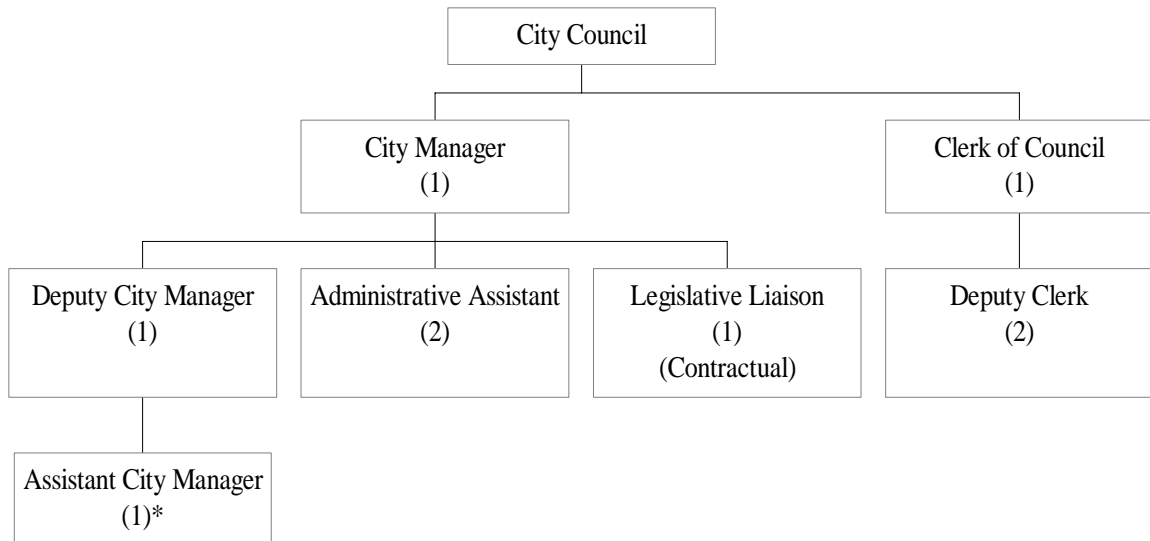 City Council
City Manager
(1)
Clerk of Council
(1)
Deputy City Manager
(1)
Administrative Assistant
(2)
Legislative Liaison
(1)
(Contractual)
Deputy Clerk
(2)
Assistant City Manager
(1)*